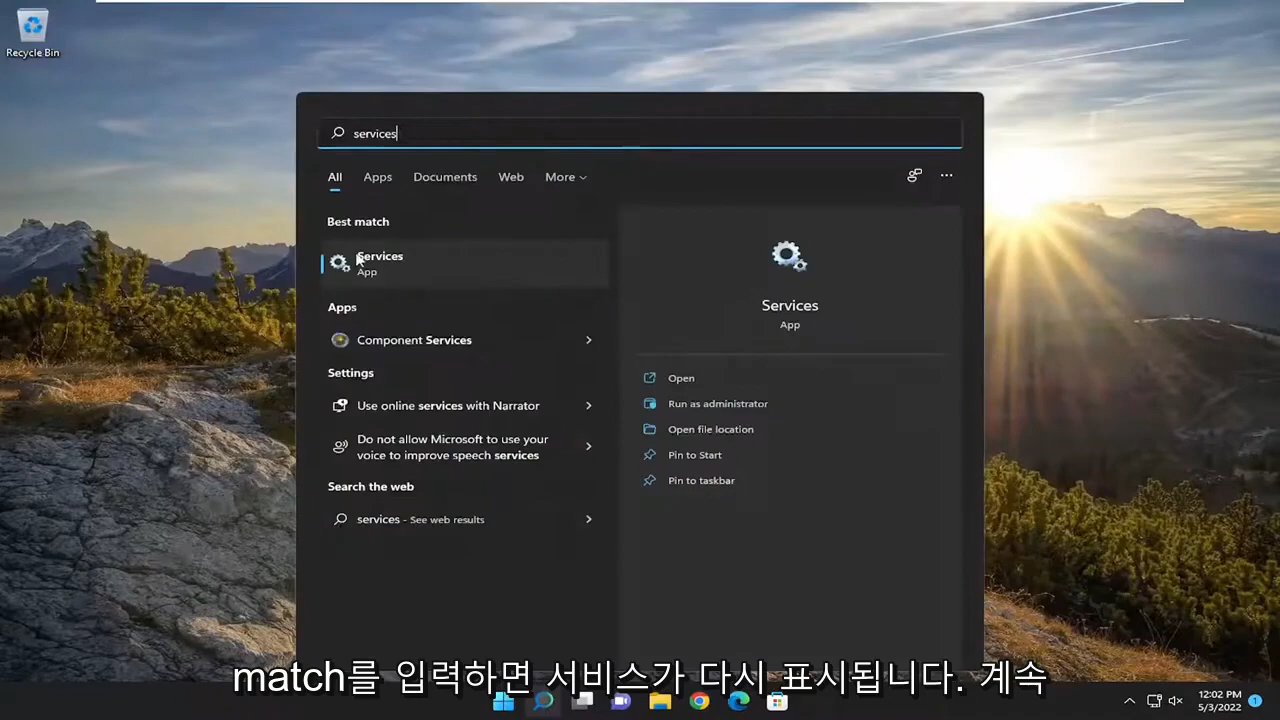 Recycle Bin
services
All Apps Documents Web More
Best match
Services
App
Apps
Component Services
Settings
Use online services with Narrator
Do not allow Microsoft to use your
voice to improve speech services
Search the web
services - See web results
Services
App
Open
Run as administrator
Open file location
Pin to Start
Pin to taskbar
match를 입력하면 서비스가 다시 표시됩니다. 계속
12:02 PM
5/3/2022
1